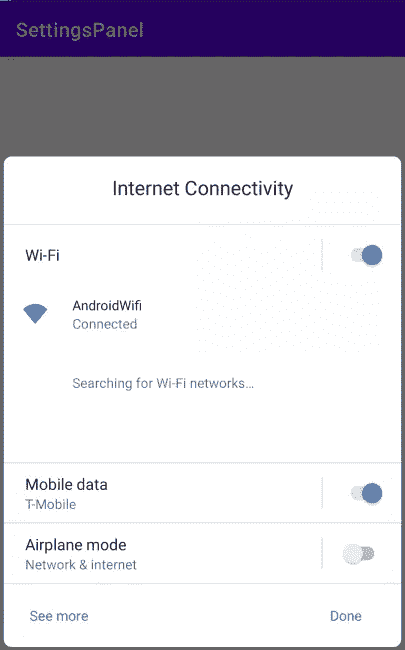 SettingsPanel
Internet Connectivity
Wi-Fi
AndroidWifi
Connected
Searching for Wi-Fi networks…
Mobile data
T-Mobile
Airplane mode
Network & internet
See more
Done